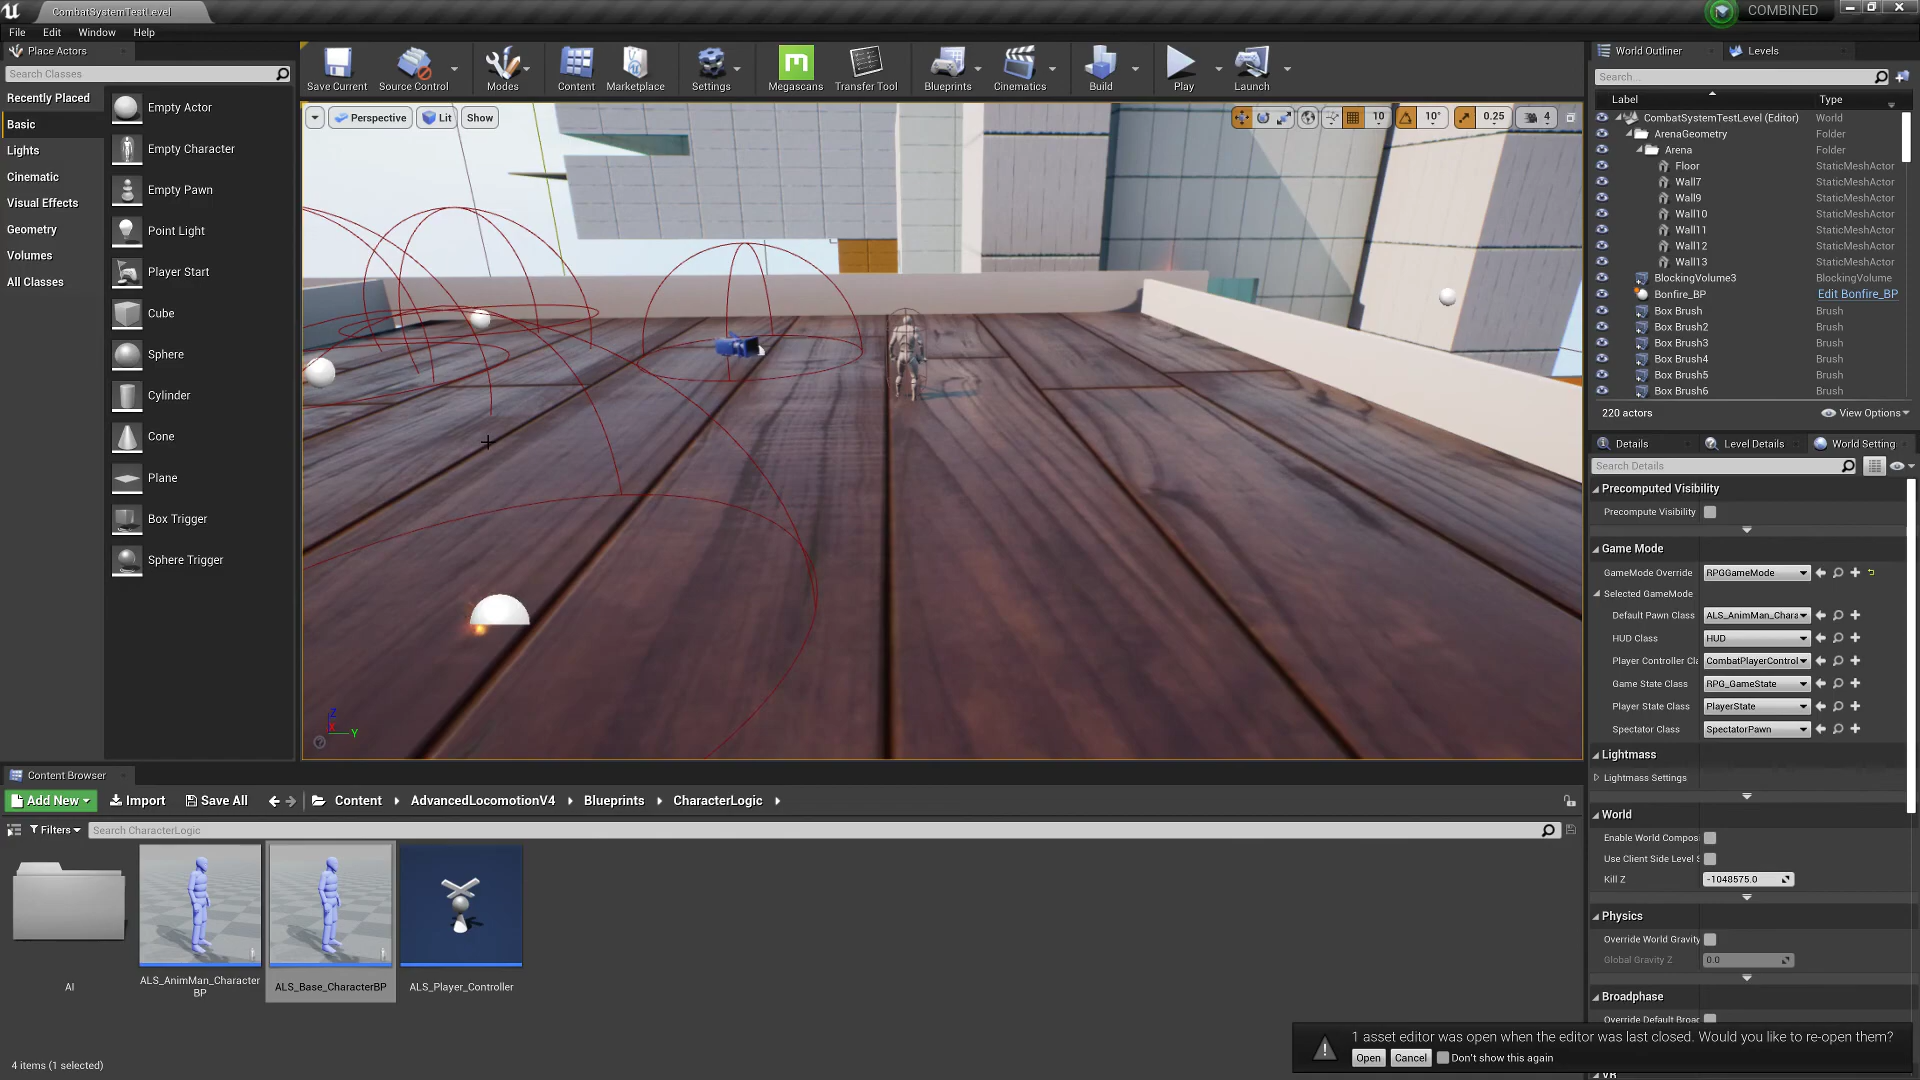 CombatSystemTestLevel
COMBINED
File Edit Window Help
Place Actors
Search Classes
Recently Placed
Basic
Lights
Cinematic
Visual Effects
Geometry
Volumes
All Classes
Empty Actor
Empty Character
Empty Pawn
Point Light
Player Start
Cube
Sphere
Cylinder
Cone
Plane
Box Trigger
Sphere Trigger
Save Current Source Control Modes Content Marketplace Settings Megascans Transfer Tool Blueprints Cinematics Build Play Launch
Perspective Lit Show
10 10° 0.25 4
Z
X
Y
World Outliner Levels
Search...
Label Type
CombatSystemTestLevel (Editor) World
ArenaGeometry Folder
Arena Folder
Floor StaticMeshActor
Wall7 StaticMeshActor
Wall9 StaticMeshActor
Wall10 StaticMeshActor
Wall11 StaticMeshActor
Wall12 StaticMeshActor
Wall13 StaticMeshActor
BlockingVolume3 BlockingVolume
Bonfire_BP Edit Bonfire_BP
Box Brush Brush
Box Brush2 Brush
Box Brush3 Brush
Box Brush4 Brush
Box Brush5 Brush
Box Brush6 Brush
220 actors View Options
Details Level Details World Setting
Search Details
Precomputed Visibility
Precompute Visibility
Game Mode
GameMode Override RPGGameMode
Selected GameMode
Default Pawn Class ALS_AnimMan_Chara
HUD Class HUD
Player Controller Cla CombatPlayerControl
Game State Class RPG_GameState
Player State Class PlayerState
Spectator Class SpectatorPawn
Lightmass
Lightmass Settings
World
Enable World Compos
Use Client Side Level S
Kill Z -1048575.0
Physics
Override World Gravity
Global Gravity Z 0.0
Broadphase
Override Default Broad
VR
Content Browser
Add New Import Save All Content AdvancedLocomotionV4 Blueprints CharacterLogic
Filters Search CharacterLogic
AI
ALS_AnimMan_Character
BP
ALS_Base_CharacterBP
ALS_Player_Controller
4 items (1 selected)
1 asset editor was open when the editor was last closed. Would you like to re-open them?
Open Cancel Don't show this again